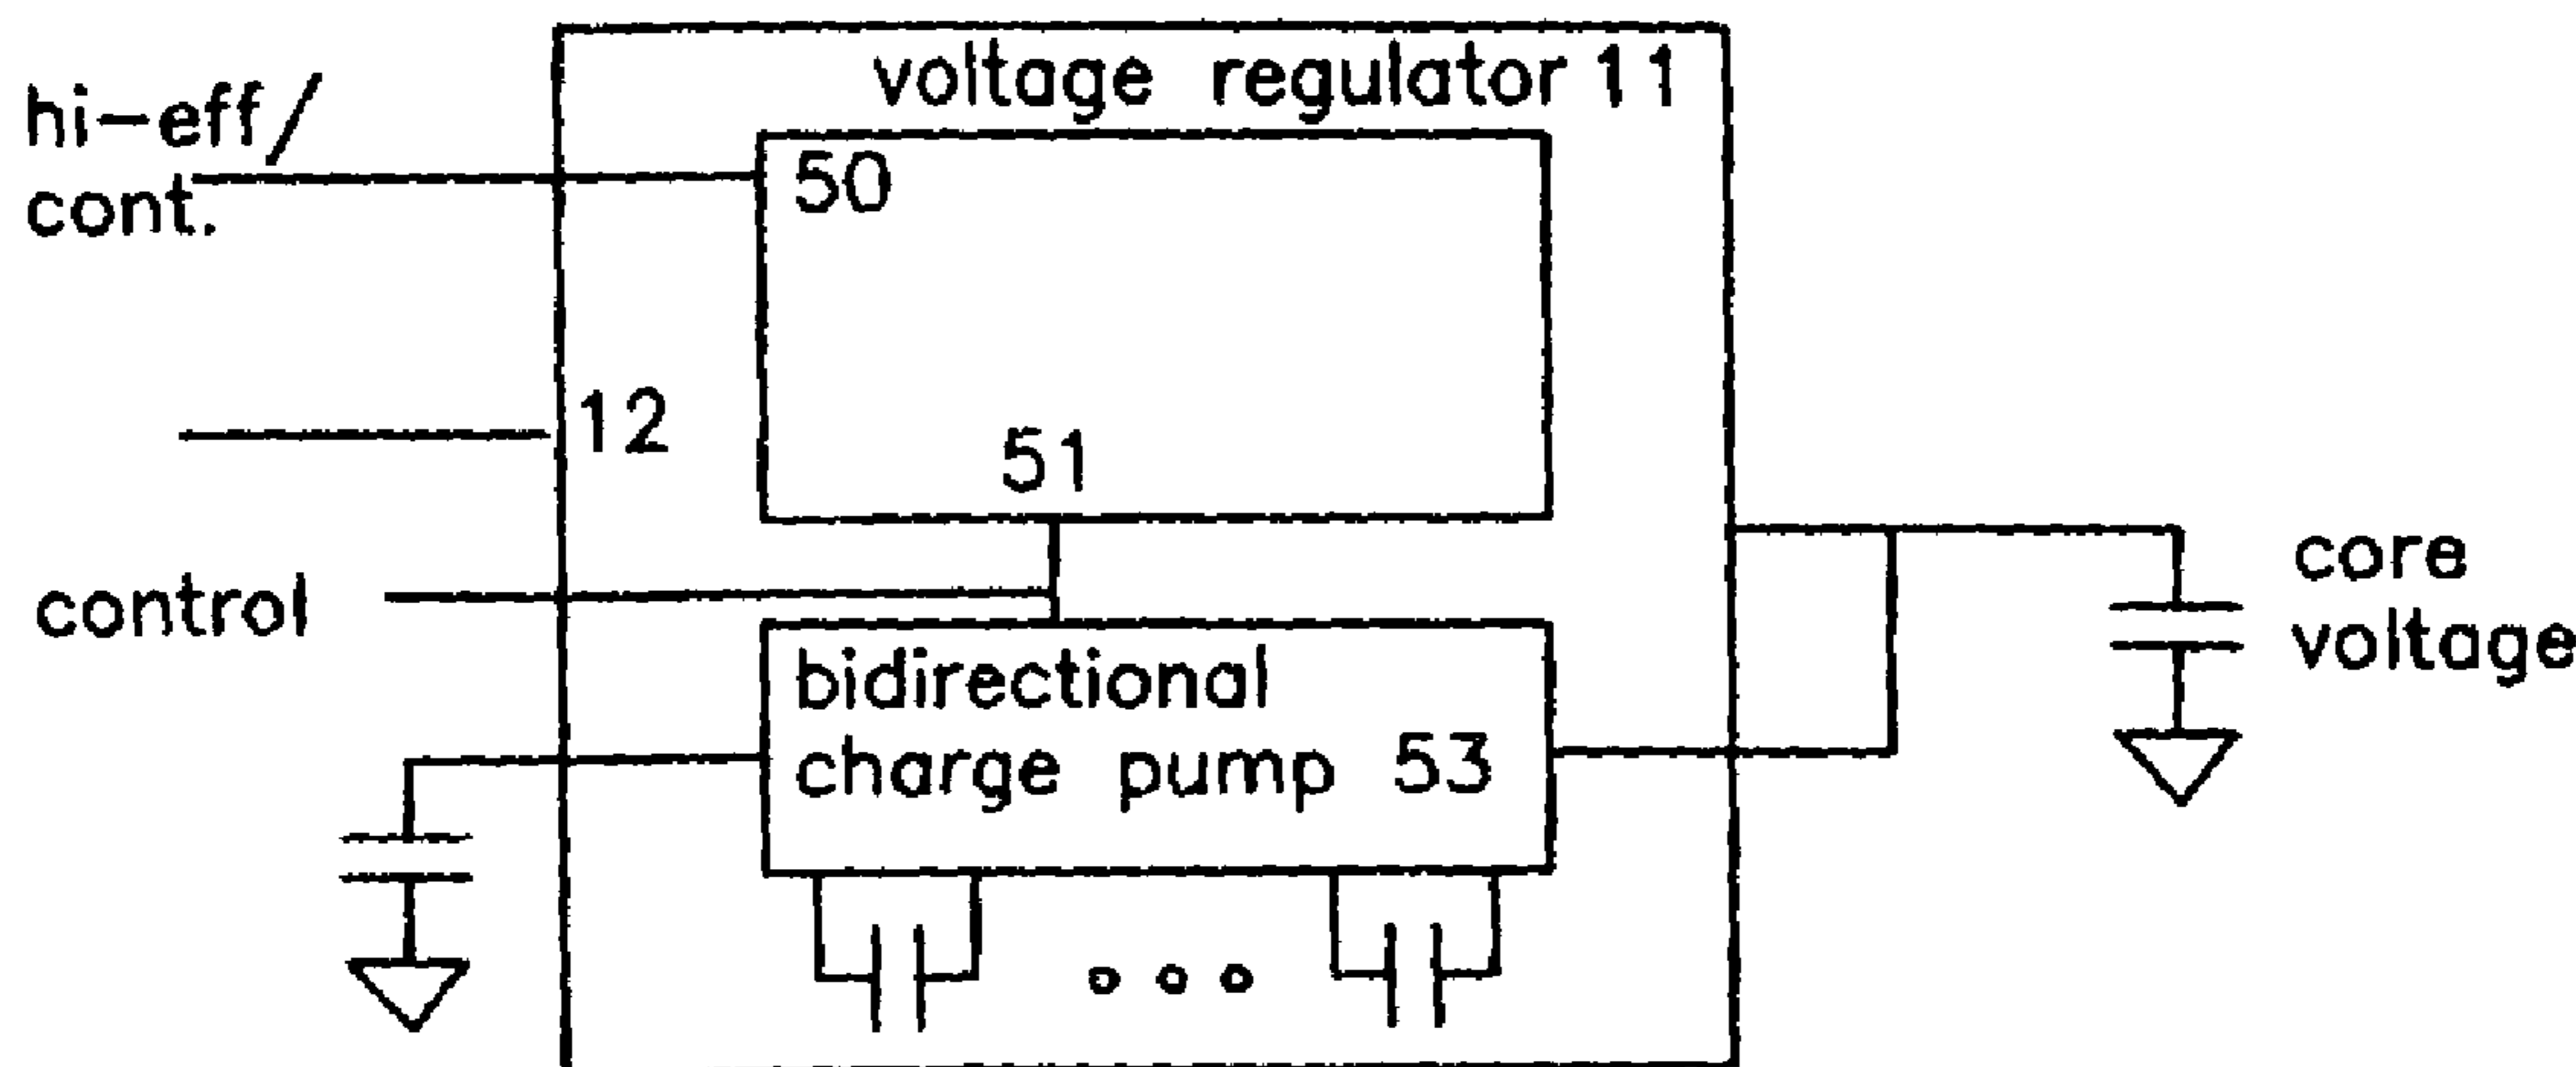 voltage regulator 11
hi-eff/
cont.
50
12
51
control
core
voltage
bidirectional
charge pump 53